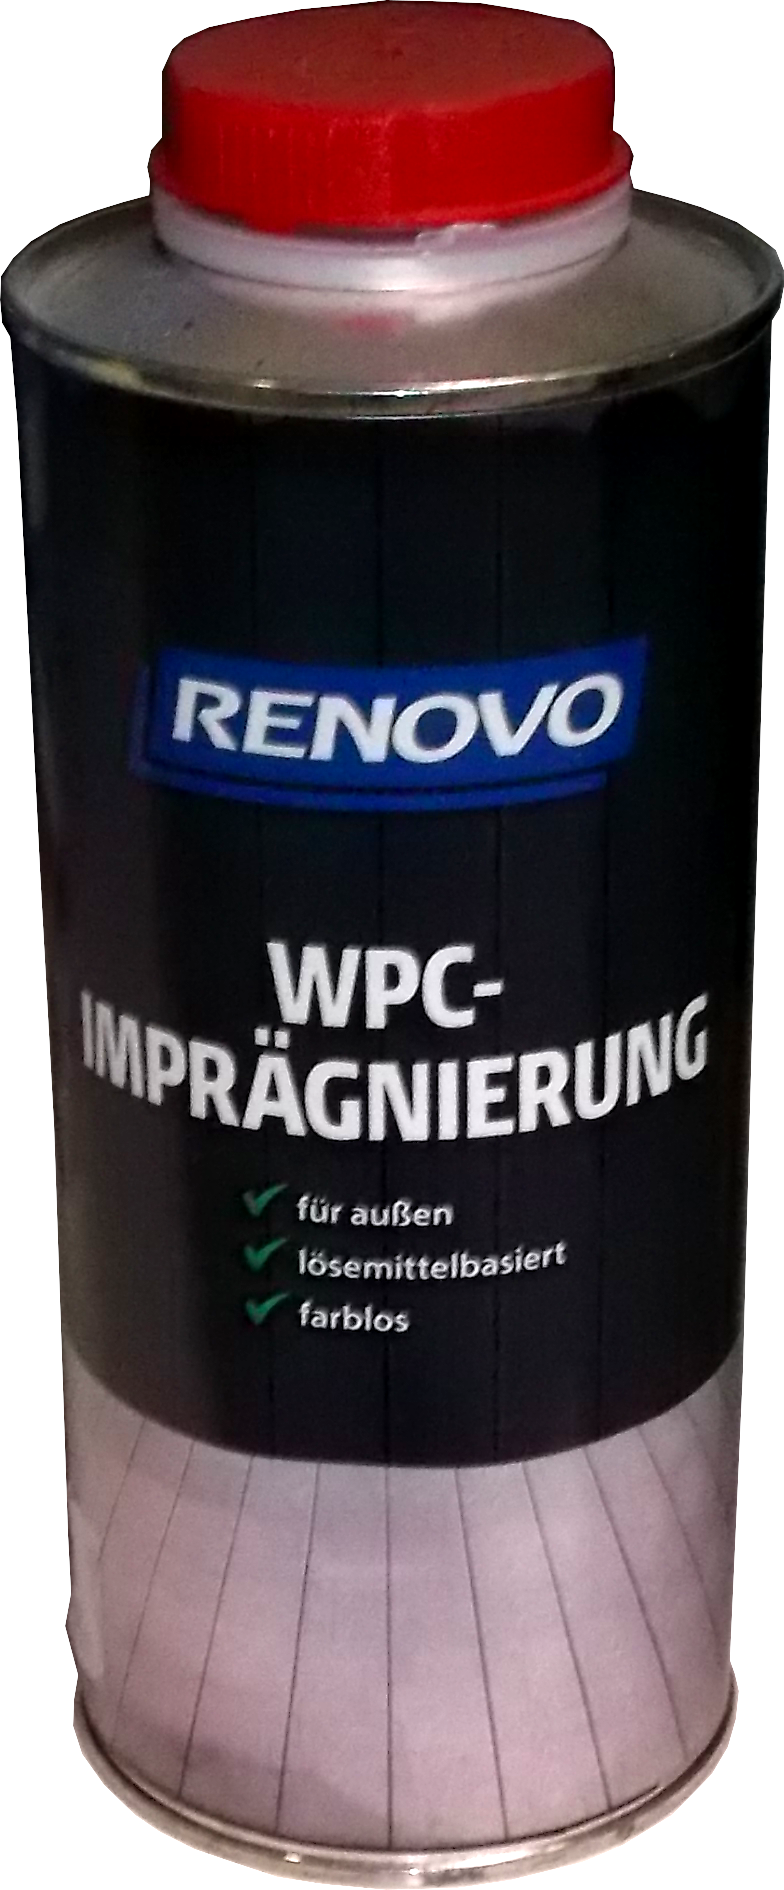 RENOVO
WPC-
IMPRÄGNIERUNG
für außen
lösemittelbasiert
farblos